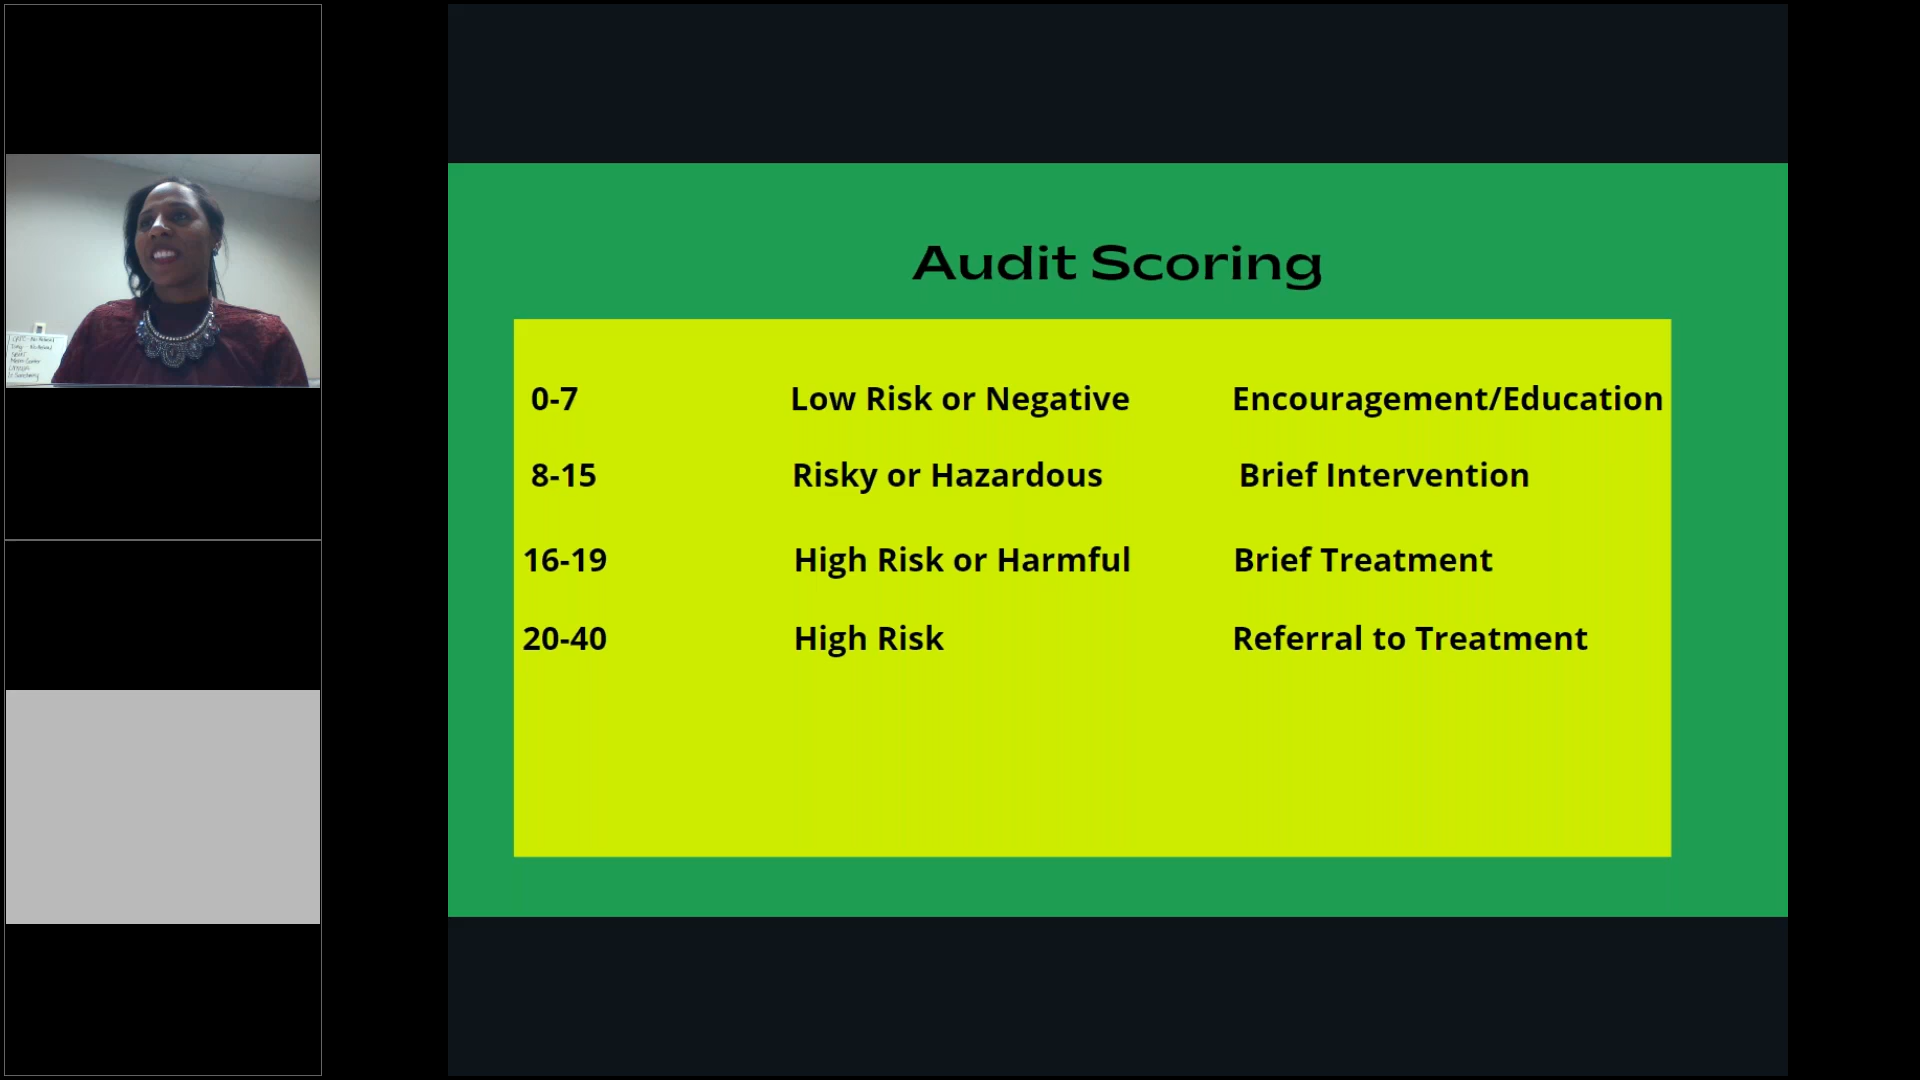 Audit Scoring
0-7 Low Risk or Negative Encouragement/Education
8-15 Risky or Hazardous Brief Intervention
16-19 High Risk or Harmful Brief Treatment
20-40 High Risk Referral to Treatment